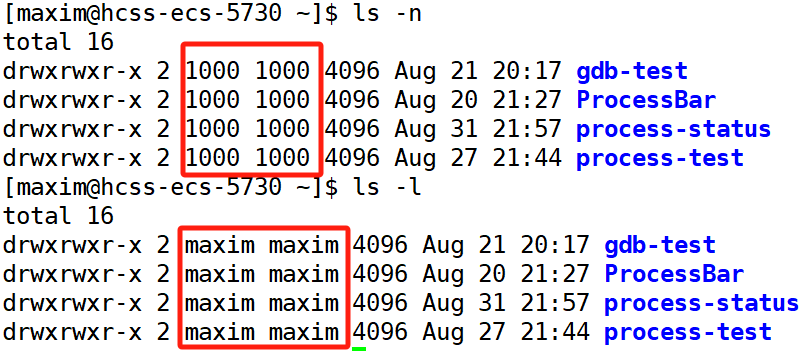 [maxim@hcss-ecs-5730 ~]$ ls -n
total 16
drwxrwxr-x 2 1000 1000 4096 Aug 21 20:17 gdb-test
drwxrwxr-x 2 1000 1000 4096 Aug 20 21:27 ProcessBar
drwxrwxr-x 2 1000 1000 4096 Aug 31 21:57 process-status
drwxrwxr-x 2 1000 1000 4096 Aug 27 21:44 process-test
[maxim@hcss-ecs-5730 ~]$ ls -l
total 16
drwxrwxr-x 2 maxim maxim 4096 Aug 21 20:17 gdb-test
drwxrwxr-x 2 maxim maxim 4096 Aug 20 21:27 ProcessBar
drwxrwxr-x 2 maxim maxim 4096 Aug 31 21:57 process-status
drwxrwxr-x 2 maxim maxim 4096 Aug 27 21:44 process-test